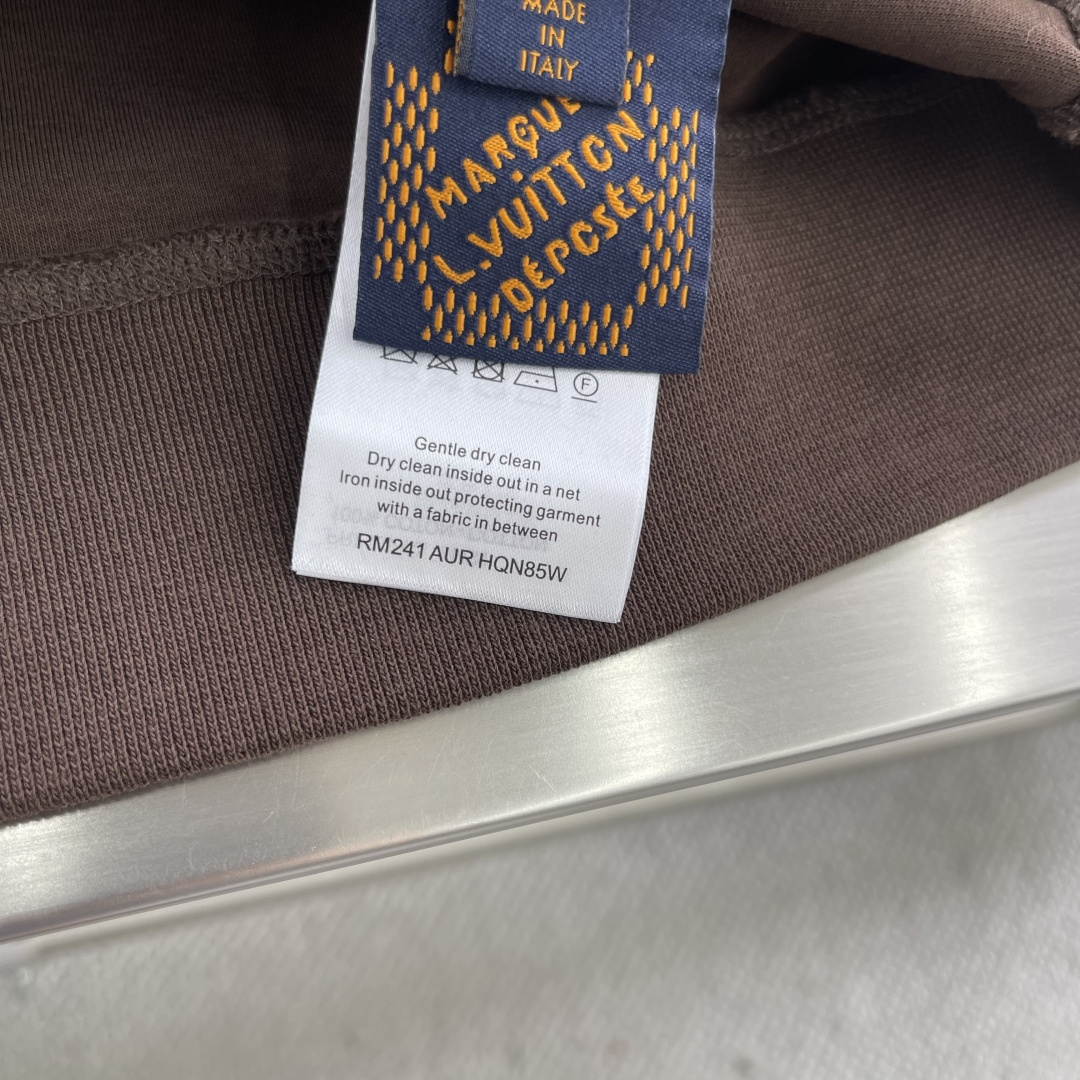 MADE
IN
ITALY
MARQUE
L.VUITTON
DÉPOSÉE
F
Gentle dry clean
Dry clean inside out in a net
Iron inside out protecting garment
with a fabric in between
RM241 AUR HQN85W